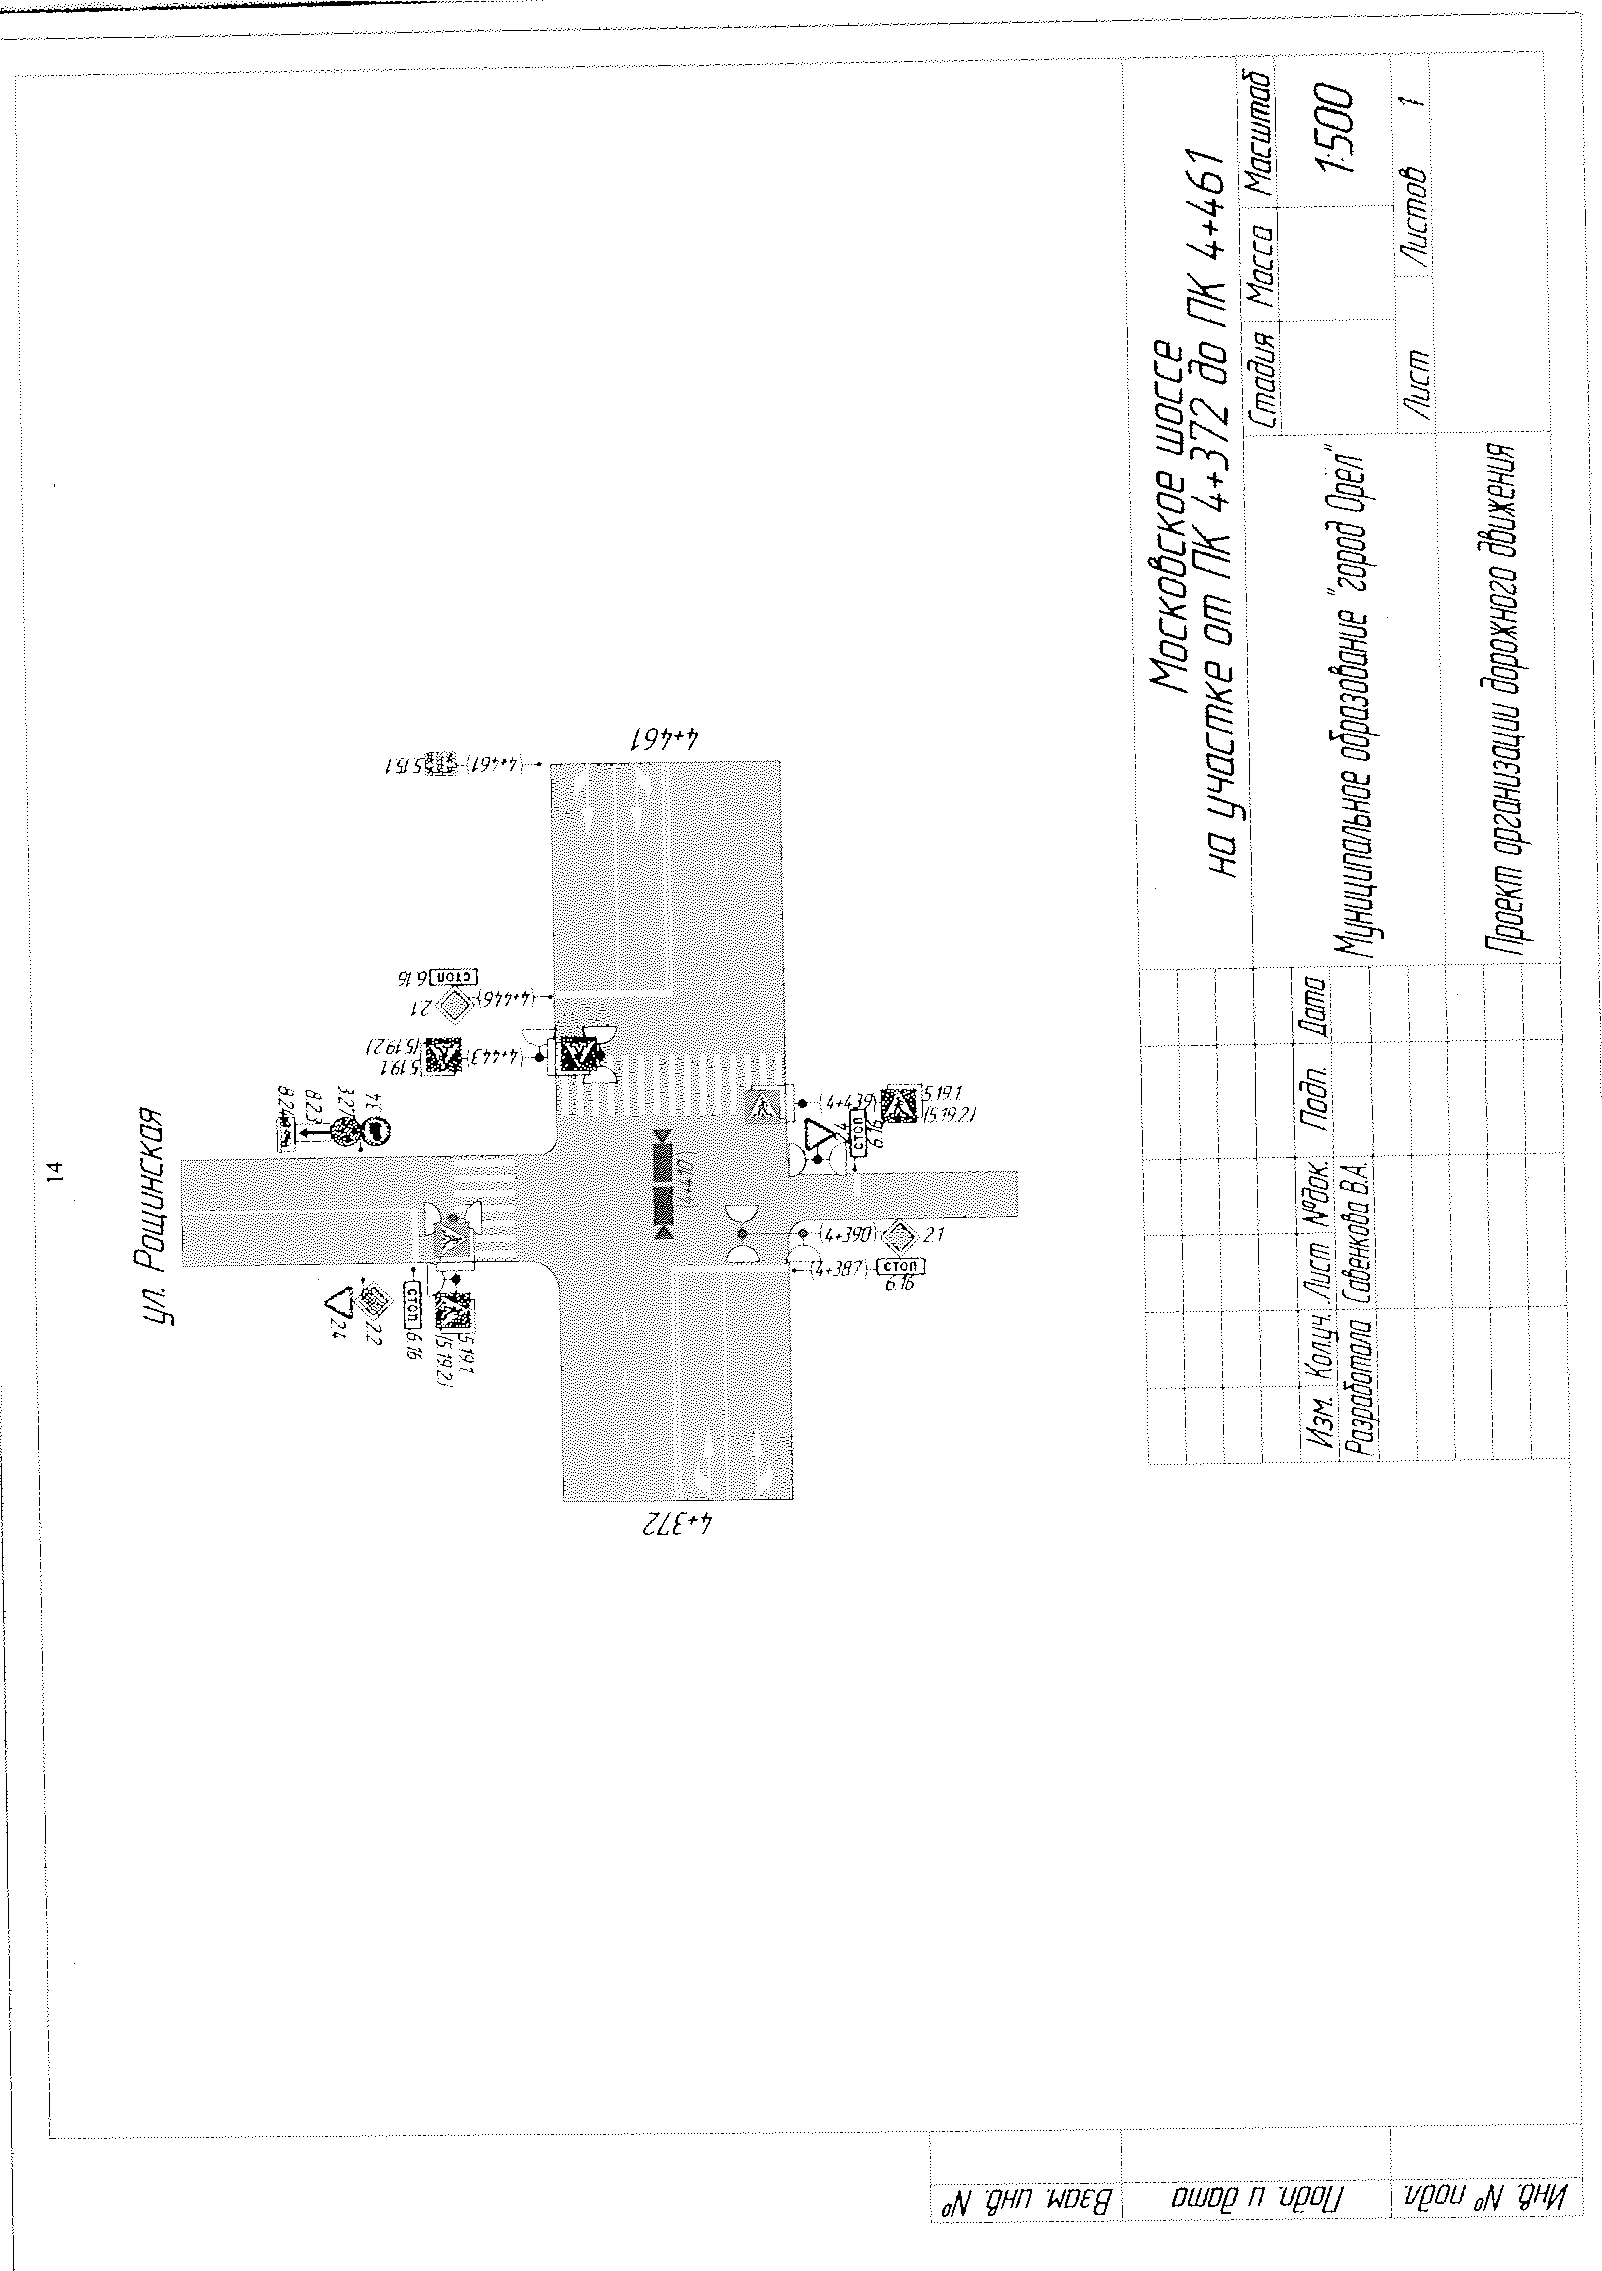 14
ул. Рощинская
8.24
8.2.3
3.27
3.4
5.19.1
(5.19.2)
(4+443)
2.1
6.16
СТОП
(4+446)
5.15.1
(4+461)
4+461
2.4
2.2
СТОП
6.16
(5.19.2)
5.19.1
(4+439)
5.19.1
(5.19.2)
СТОП
6.16
(4+390)
2.1
(4+387)
СТОП
6.16
4+372
Московское шоссе
на участке от ПК 4+372 до ПК 4+461
Стадия Масса Масштаб
1:500
Лист Листов 1
Муниципальное образование "город Орёл"
Проект организации дорожного движения
Изм. Колуч. Лист №док. Подп. Дата
Разработала Савенкова В.А.
Взам. инв. №
Подп. и дата
Инв. № подл.